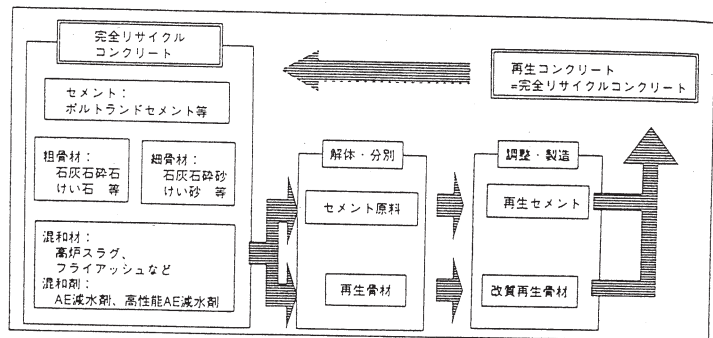 完全リサイクル
コンクリート
セメント：
ポルトランドセメント等
粗骨材：
石灰石砕石
けい石　等
細骨材：
石灰石砕砂
けい砂　等
混和材：
高炉スラグ、
フライアッシュなど
混和剤：
AE減水剤、高性能AE減水剤
解体・分別
セメント原料
再生骨材
調整・製造
再生セメント
改質再生骨材
再生コンクリート
=完全リサイクルコンクリート